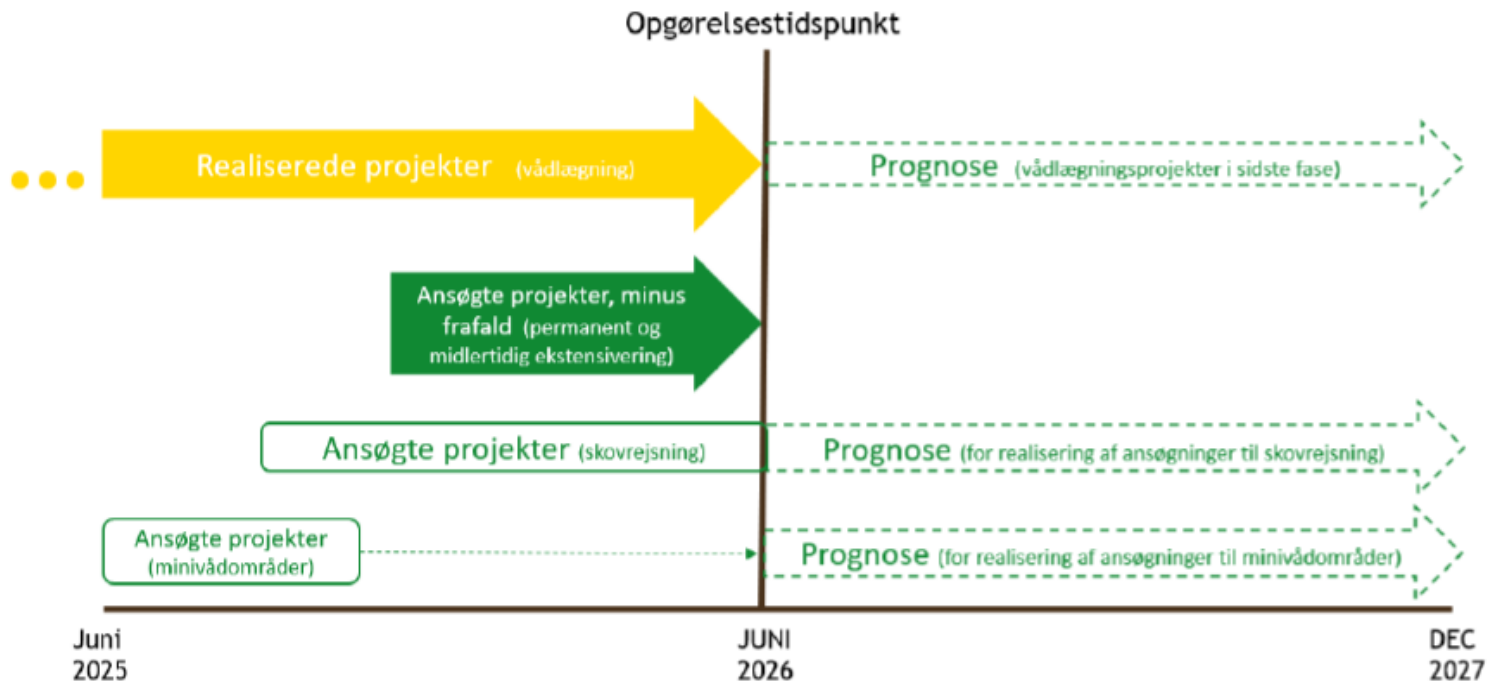 Opgørelsestidspunkt
Realiserede projekter (vådlægning)
Prognose (vådlægningsprojekter i sidste fase)
Ansøgte projekter, minus
frafald (permanent og
midlertidig ekstensivering)
Ansøgte projekter (skovrejsning)
Prognose (for realisering af ansøgninger til skovrejsning)
Ansøgte projekter
(minivådområder)
Prognose (for realisering af ansøgninger til minivådområder)
Juni
2025
JUNI
2026
DEC
2027